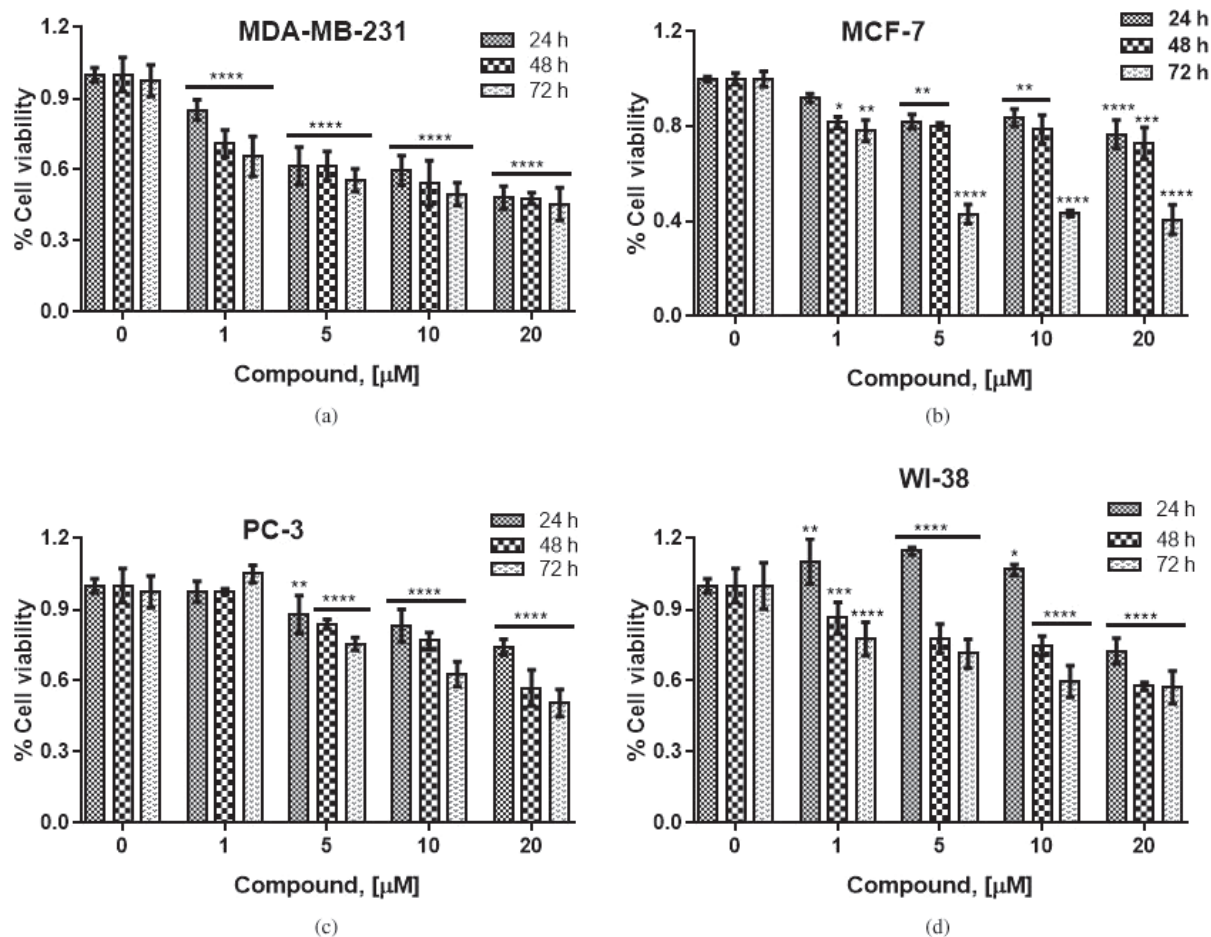 MDA-MB-231
1.2
0.9
0.6
0.3
0.0
% Cell viability
24 h
48 h
72 h
****
****
****
****
0 1 5 10 20
Compound, [μM]
(a)
MCF-7
1.2
0.8
0.4
0.0
% Cell viability
24 h
48 h
72 h
* ** ** ** **** ***
**** **** ****
0 1 5 10 20
Compound, [μM]
(b)
PC-3
1.2
0.9
0.6
0.3
0.0
% Cell viability
24 h
48 h
72 h
** **** **** ****
0 1 5 10 20
Compound, [μM]
(c)
WI-38
1.2
0.9
0.6
0.3
0.0
% Cell viability
24 h
48 h
72 h
** **** *
*** **** **** ****
0 1 5 10 20
Compound, [μM]
(d)